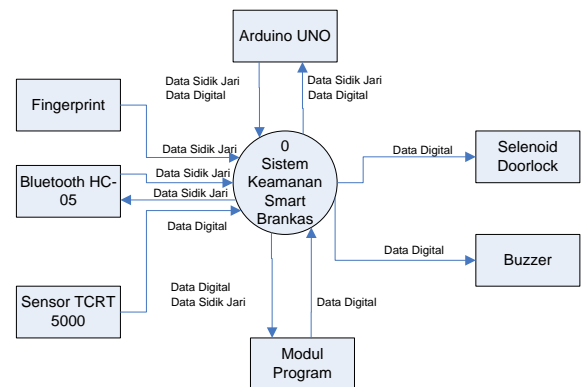 Arduino UNO
Data Sidik Jari
Data Digital
Data Sidik Jari
Data Digital
Fingerprint
Data Sidik Jari
0
Sistem
Keamanan
Smart
Brankas
Data Digital
Selenoid
Doorlock
Bluetooth HC-
05
Data Sidik Jari
Data Sidik Jari
Data Digital
Data Digital
Buzzer
Sensor TCRT
5000
Data Digital
Data Sidik Jari
Data Digital
Modul
Program